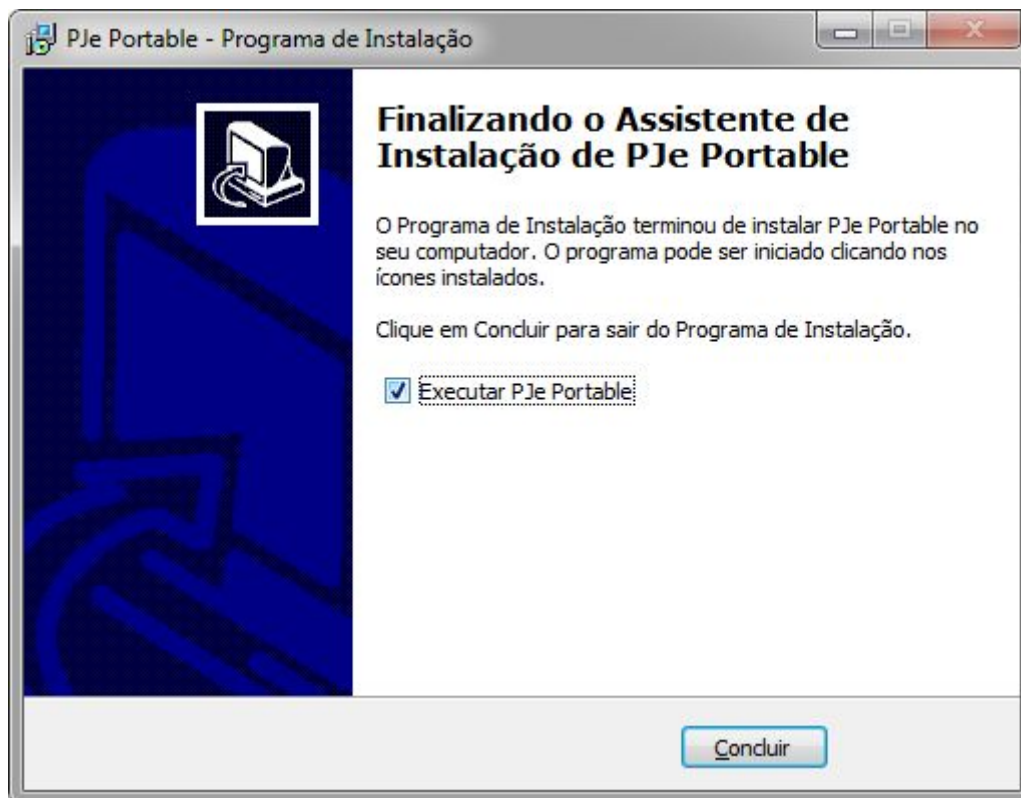 PJe Portable - Programa de Instalação
Finalizando o Assistente de
Instalação de PJe Portable
O Programa de Instalação terminou de instalar PJe Portable no
seu computador. O programa pode ser iniciado clicando nos
ícones instalados.
Clique em Concluir para sair do Programa de Instalação.
Executar PJe Portable
Concluir